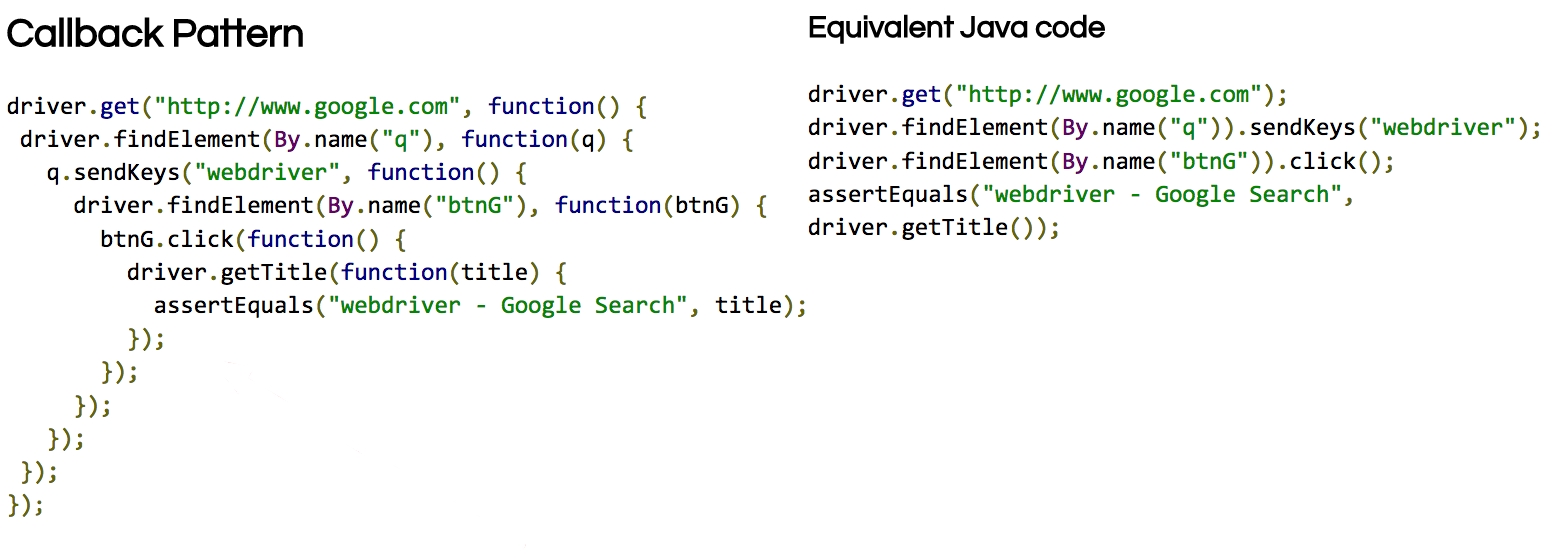 Callback Pattern
driver.get("http://www.google.com", function() {
 driver.findElement(By.name("q"), function(q) {
   q.sendKeys("webdriver", function() {
     driver.findElement(By.name("btnG"), function(btnG) {
       btnG.click(function() {
         driver.getTitle(function(title) {
           assertEquals("webdriver - Google Search", title);
         });
       });
     });
   });
 });
});
Equivalent Java code
driver.get("http://www.google.com");
driver.findElement(By.name("q")).sendKeys("webdriver");
driver.findElement(By.name("btnG")).click();
assertEquals("webdriver - Google Search",
driver.getTitle());